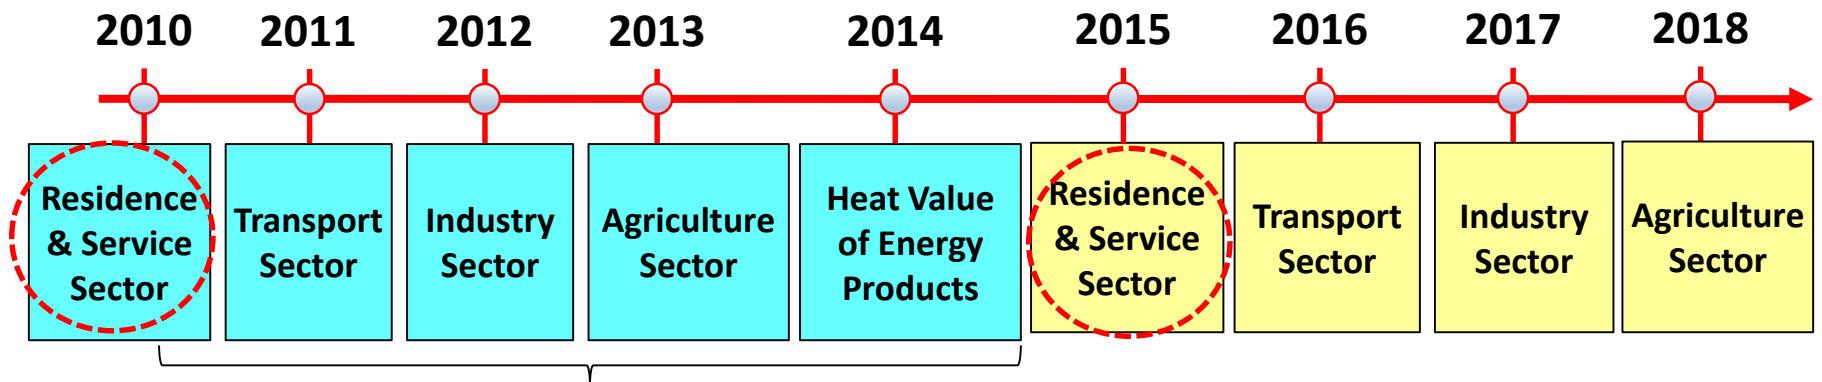 2010 2011 2012 2013 2014 2015 2016 2017 2018
Residence
& Service
Sector
Transport
Sector
Industry
Sector
Agriculture
Sector
Heat Value
of Energy
Products
Residence
& Service
Sector
Transport
Sector
Industry
Sector
Agriculture
Sector